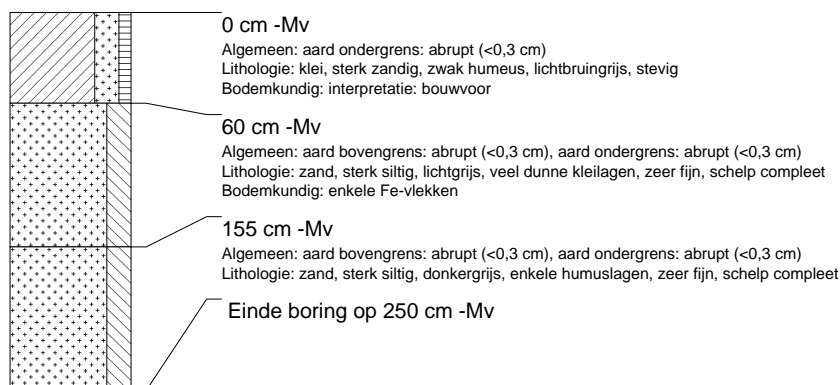 0 cm -Mv
Algemeen: aard ondergrens: abrupt (<0,3 cm)
Lithologie: klei, sterk zandig, zwak humeus, lichtbruingrijs, stevig
Bodemkundig: interpretatie: bouwvoor
60 cm -Mv
Algemeen: aard bovengrens: abrupt (<0,3 cm), aard ondergrens: abrupt (<0,3 cm)
Lithologie: zand, sterk siltig, lichtgrijs, veel dunne kleilagen, zeer fijn, schelp compleet
Bodemkundig: enkele Fe-vlekken
155 cm -Mv
Algemeen: aard bovengrens: abrupt (<0,3 cm), aard ondergrens: abrupt (<0,3 cm)
Lithologie: zand, sterk siltig, donkergrijs, enkele humuslagen, zeer fijn, schelp compleet
Einde boring op 250 cm -Mv